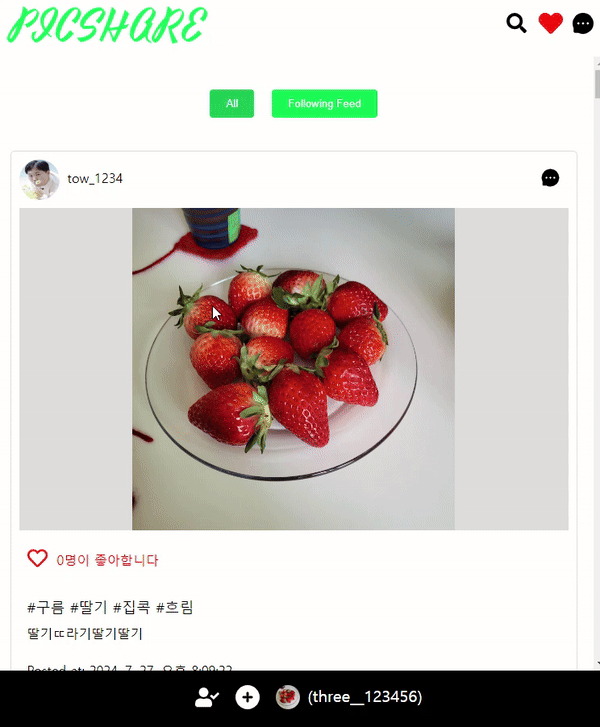 PICSHARE
All
Following Feed
tow_1234
0명이 좋아합니다
#구름 #딸기 #집콕 #흐림
딸기ㄸ라기딸기딸기
Posted at: 2024. 7. 27. 오후 8:09:22
(three__123456)